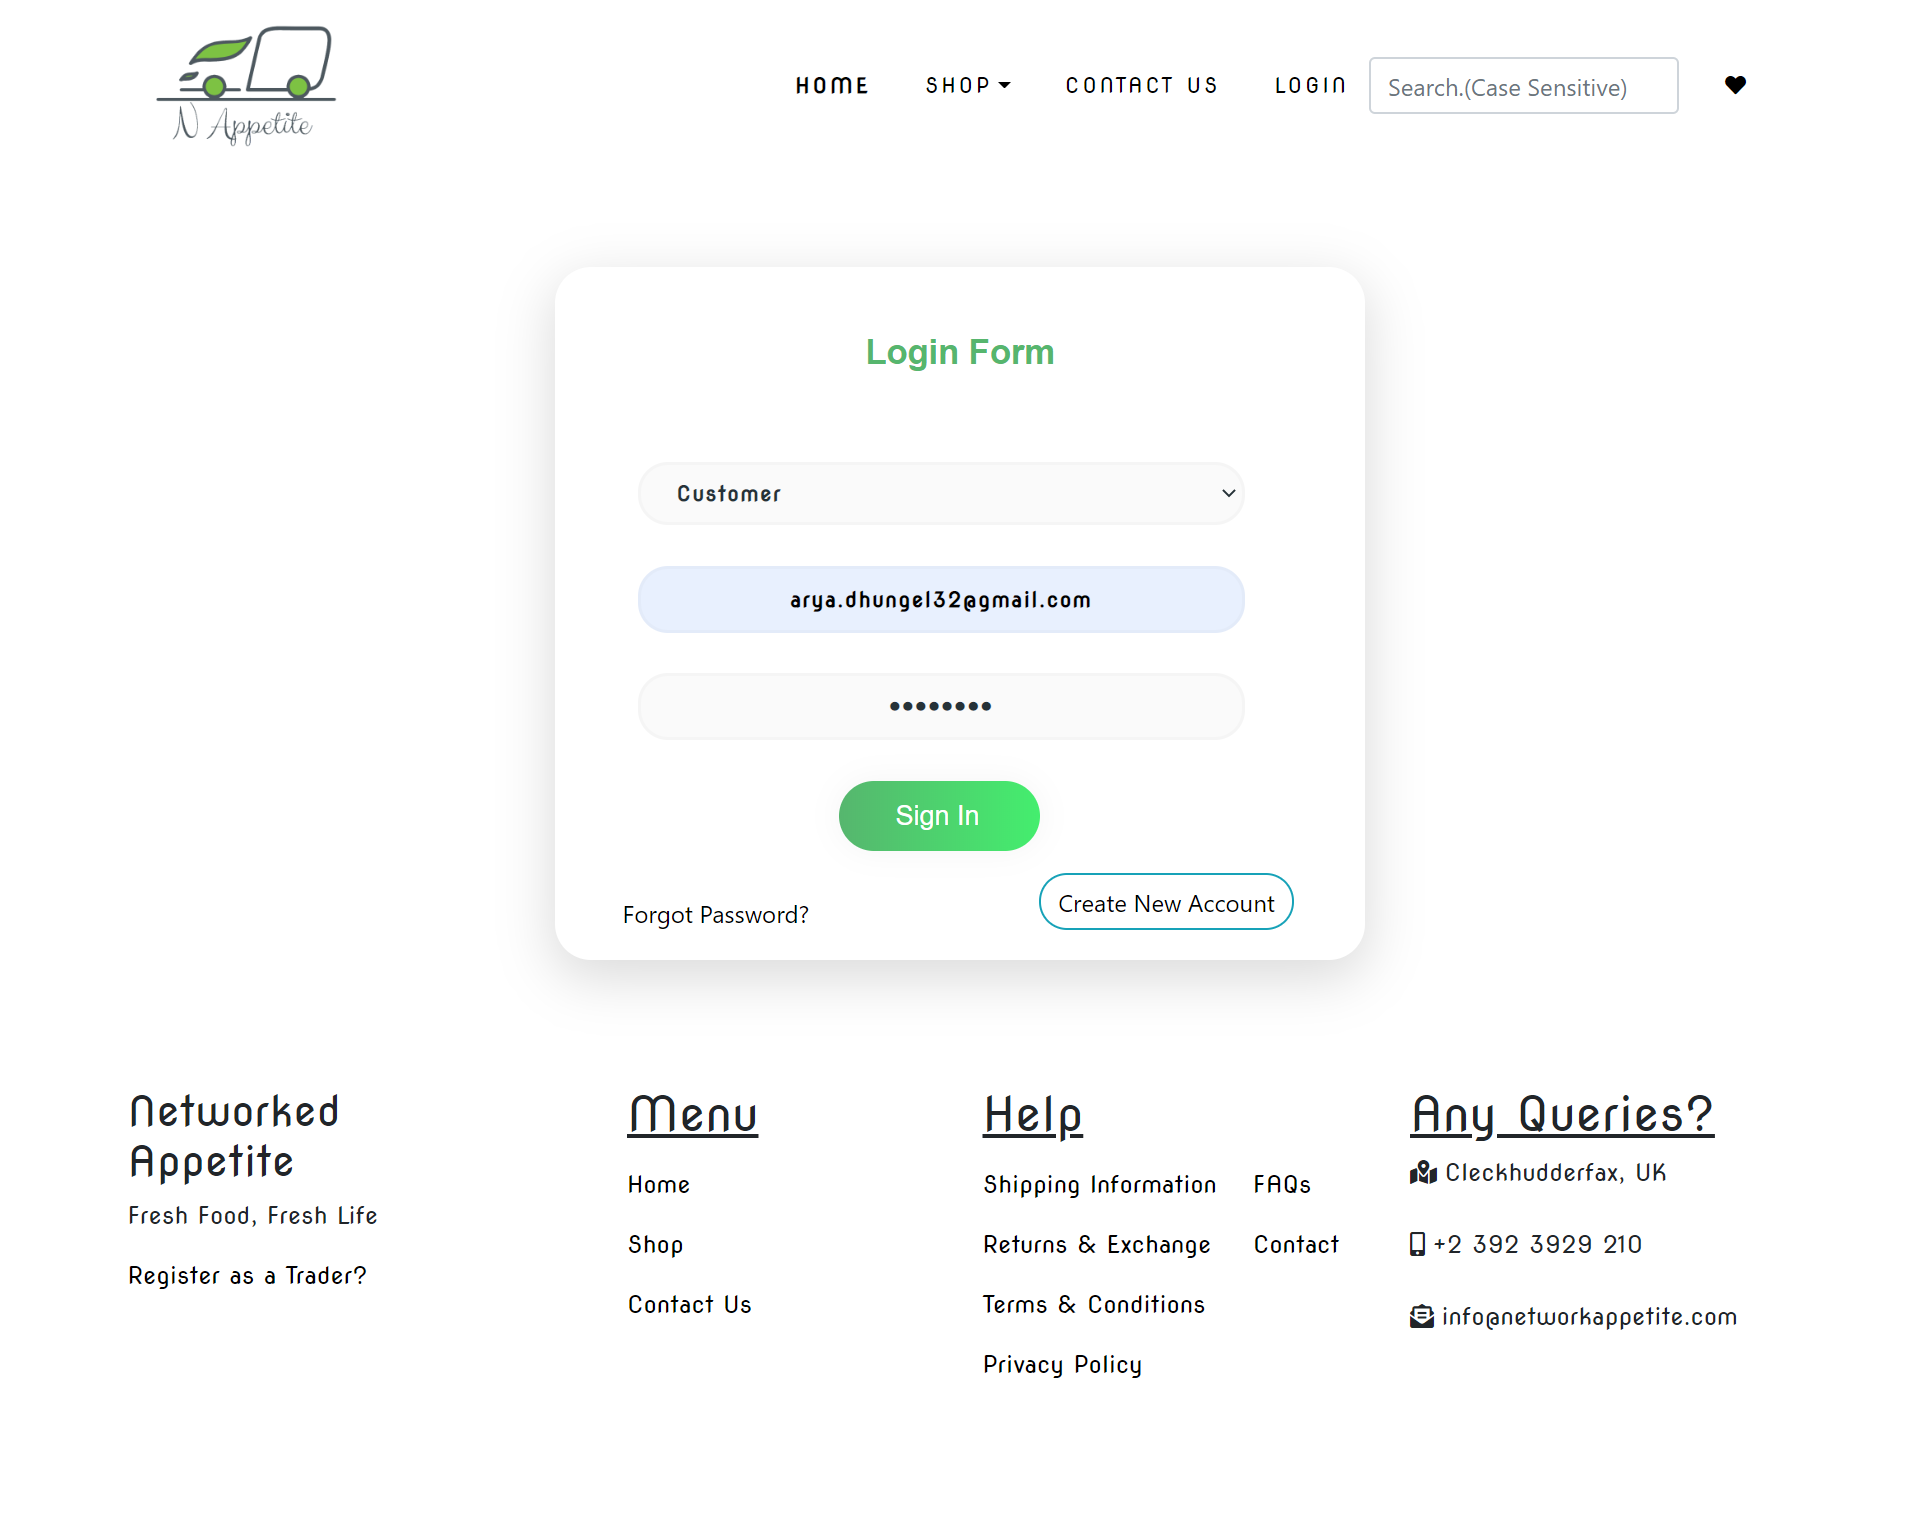 N Appetite
HOME SHOP CONTACT US LOGIN Search.(Case Sensitive)
Login Form
Customer
arya.dhungel32@gmail.com
Sign In
Forgot Password?
Create New Account
Networked
Appetite
Fresh Food, Fresh Life
Register as a Trader?
Menu
Home
Shop
Contact Us
Help
Shipping Information
Returns & Exchange
Terms & Conditions
Privacy Policy
FAQs
Contact
Any Queries?
Cleckhudderfax, UK
+2 392 3929 210
info@networkappetite.com